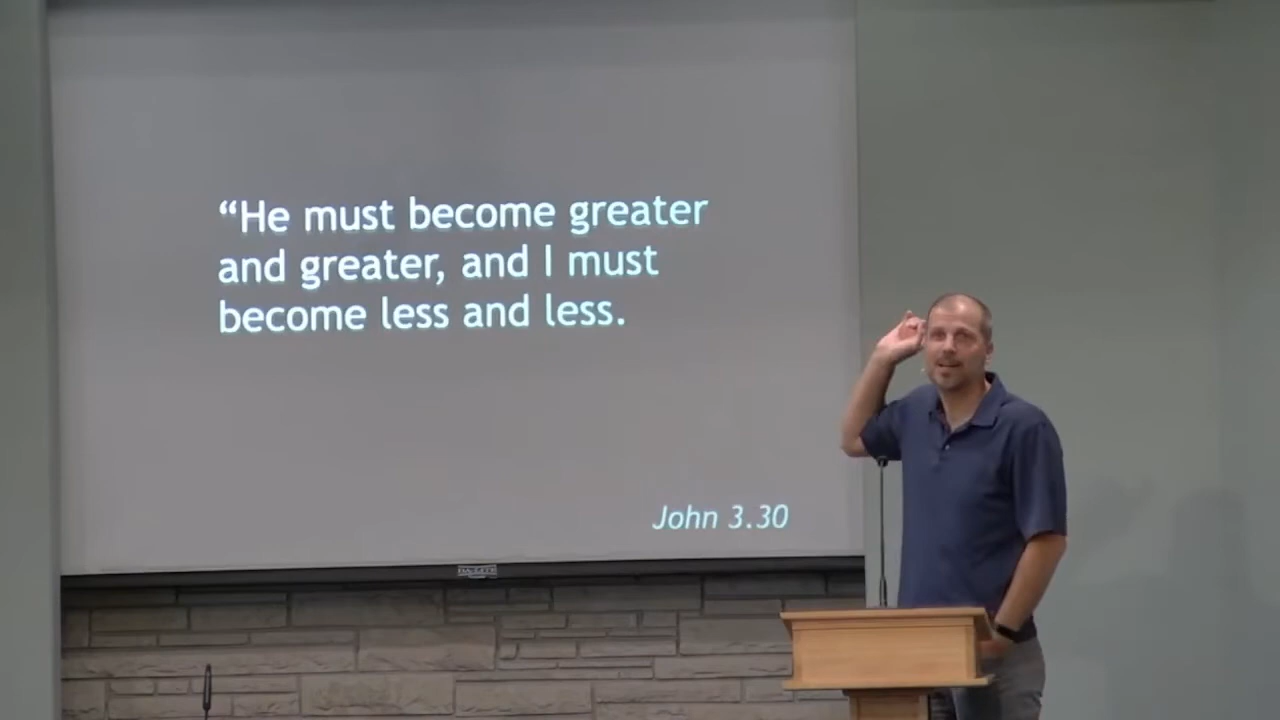 “He must become greater
and greater, and I must
become less and less.
John 3.30